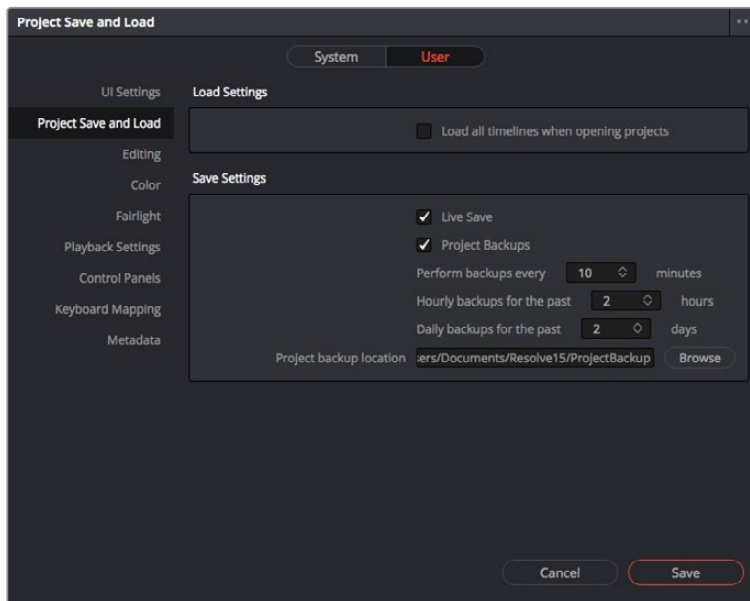 Project Save and Load
System User
UI Settings
Project Save and Load
Editing
Color
Fairlight
Playback Settings
Control Panels
Keyboard Mapping
Metadata
Load Settings
Load all timelines when opening projects
Save Settings
Live Save
Project Backups
Perform backups every 10 minutes
Hourly backups for the past 2 hours
Daily backups for the past 2 days
Project backup location ers/Documents/Resolve15/ProjectBackup Browse
Cancel Save